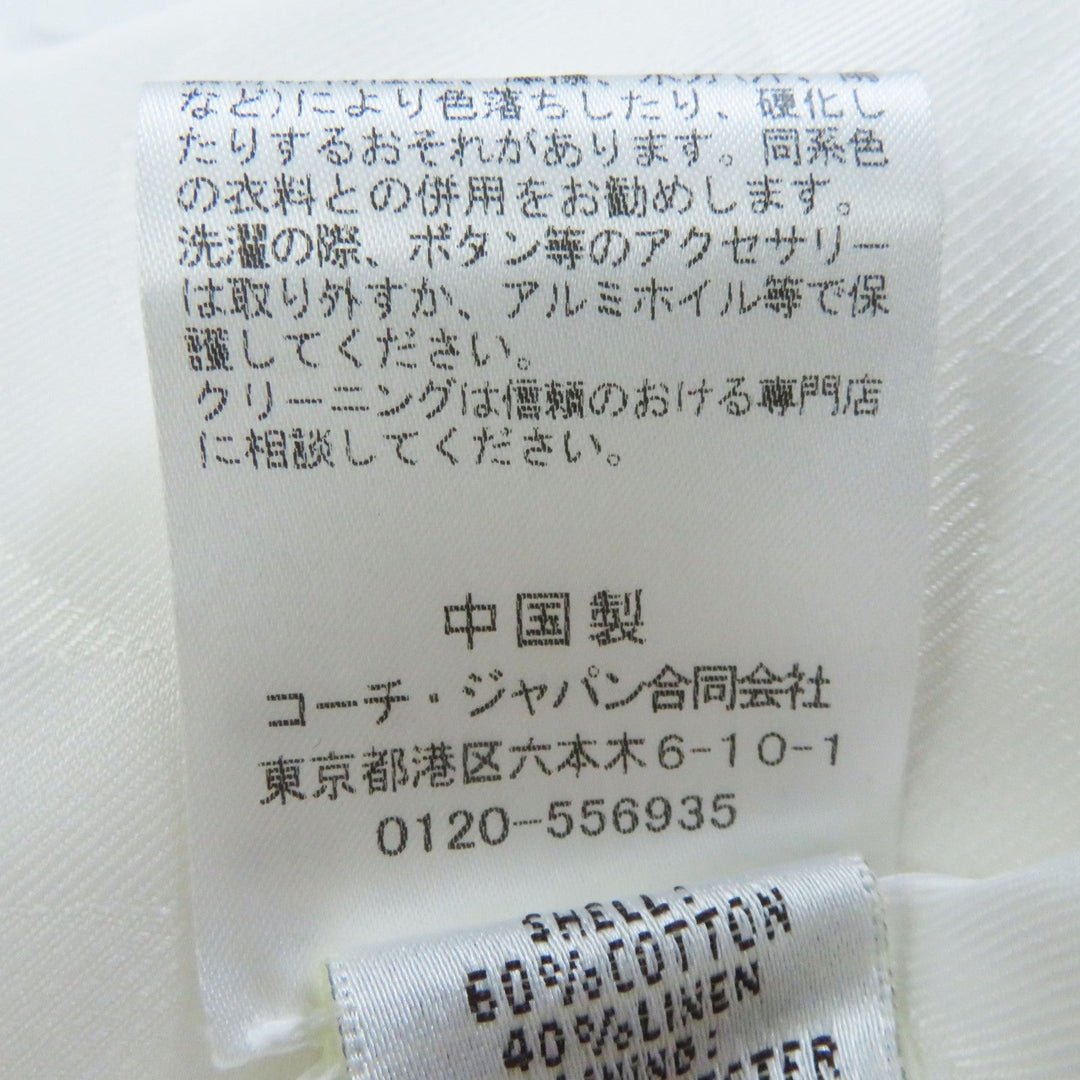 など)により色落ちしたり、硬化し
たりするおそれがあります。同系色
の衣料との併用をお勧めします。
洗濯の際、ボタン等のアクセサリー
は取り外すか、アルミホイル等で保
護してください。
クリーニングは信頼のおける専門店
に相談してください。
中国製
コーチ・ジャパン合同会社
東京都港区六本木6-10-1
0120-556935
SHELL:
60%COTTON
40%LINEN